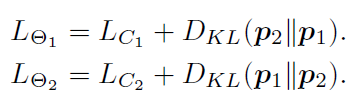 L_{Θ_1} = L_{C_1} + D_{KL}(p_2‖p_1).
L_{Θ_2} = L_{C_2} + D_{KL}(p_1‖p_2).